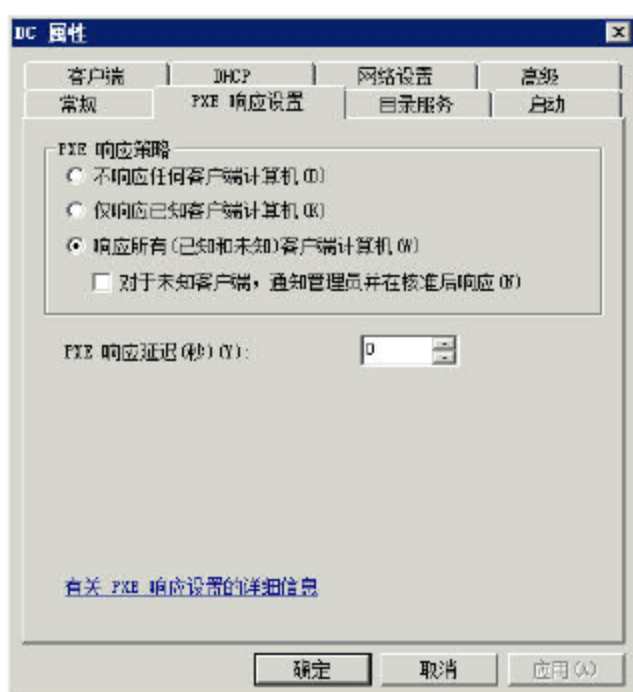 DC 属性
客户端 DHCP 网络设置 高级
常规 PXE 响应设置 目录服务 启动
PXE 响应策略
不响应任何客户端计算机(D)
仅响应已知客户端计算机(K)
响应所有(已知和未知)客户端计算机(W)
对于未知客户端，通知管理员并在核准后响应(N)
PXE 响应延迟(秒)(Y): 0
有关 PXE 响应设置的详细信息
确定 取消 应用(A)